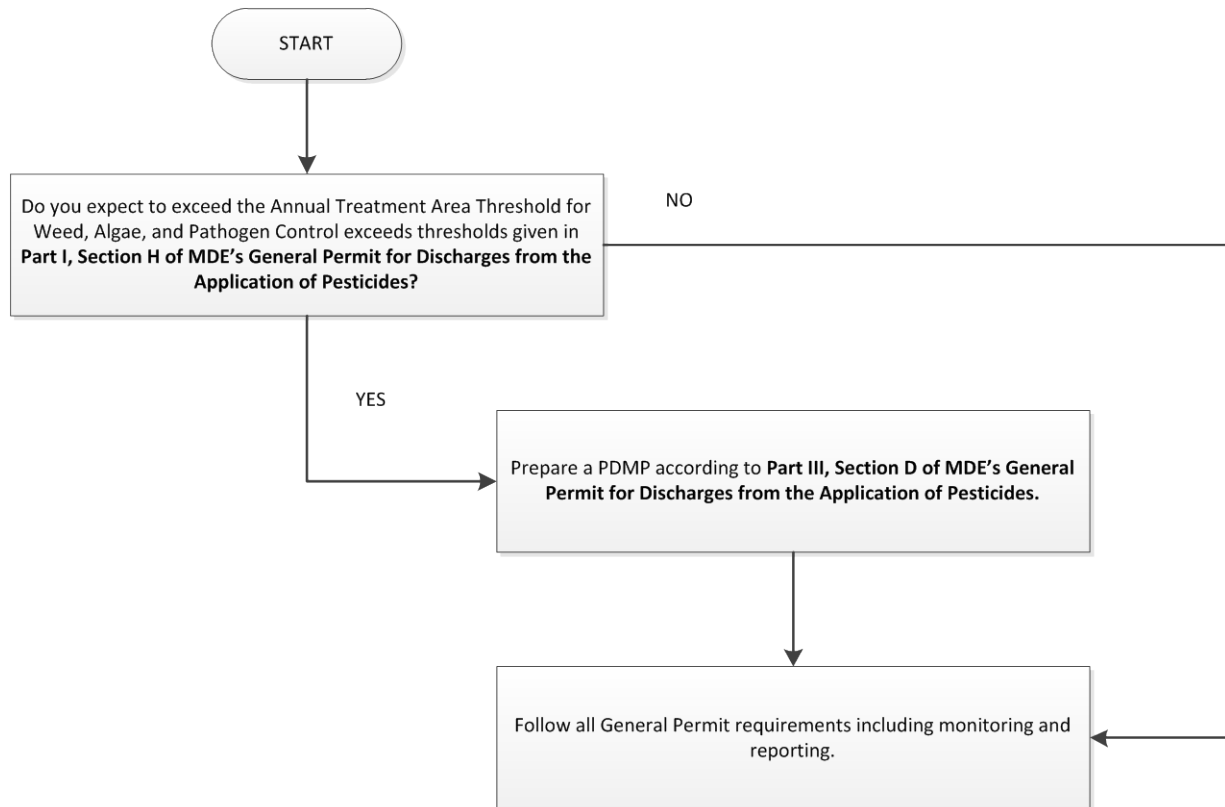 START
Do you expect to exceed the Annual Treatment Area Threshold for
Weed, Algae, and Pathogen Control exceeds thresholds given in
Part I, Section H of MDE’s General Permit for Discharges from the
Application of Pesticides?
NO
YES
Prepare a PDMP according to Part III, Section D of MDE’s General
Permit for Discharges from the Application of Pesticides.
Follow all General Permit requirements including monitoring and
reporting.